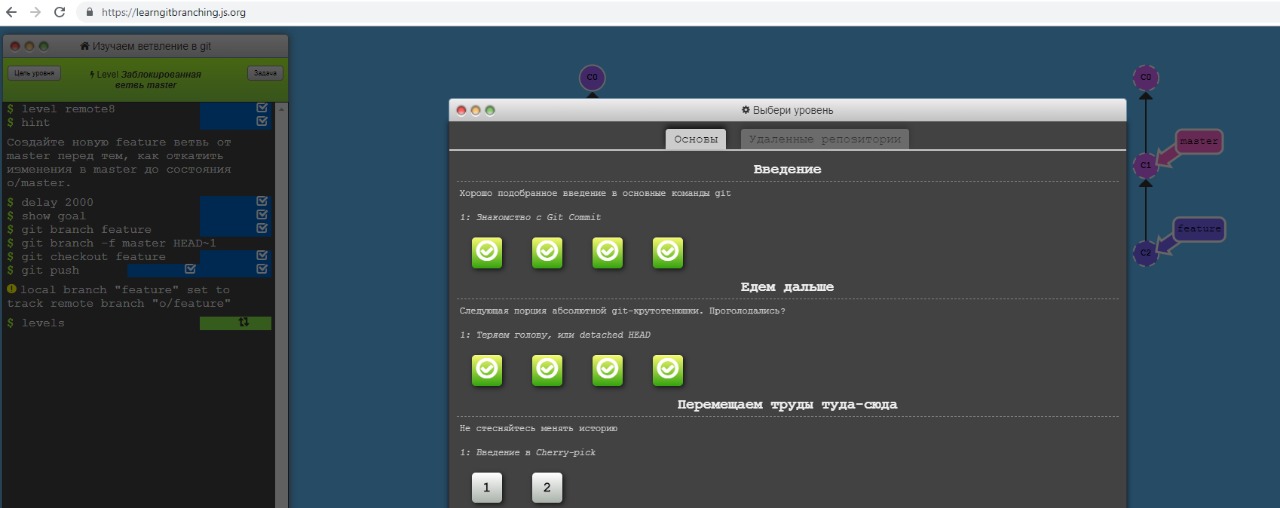 https://learngitbranching.js.org
Изучаем ветвление в git
Цель уровня
Level Заблокированная
ветвь master
Задача
$ level remote8
$ hint
Создайте новую feature ветвь от
master перед тем, как откатить
изменения в master до состояния
o/master.
$ delay 2000
$ show goal
$ git branch feature
$ git branch -f master HEAD~1
$ git checkout feature
$ git push
local branch "feature" set to
track remote branch "o/feature"
$ levels
C0
Выбери уровень
Основы
Удаленные репозитории
Введение
Хорошо подобранное введение в основные команды git
1: Знакомство с Git Commit
Едем дальше
Следующая порция абсолютной git-крутотенюшки. Проголодались?
1: Теряем голову, или detached HEAD
Перемещаем труды туда-сюда
Не стесняйтесь менять историю
1: Введение в Cherry-pick
1
2
C0
master
C1
feature
C2